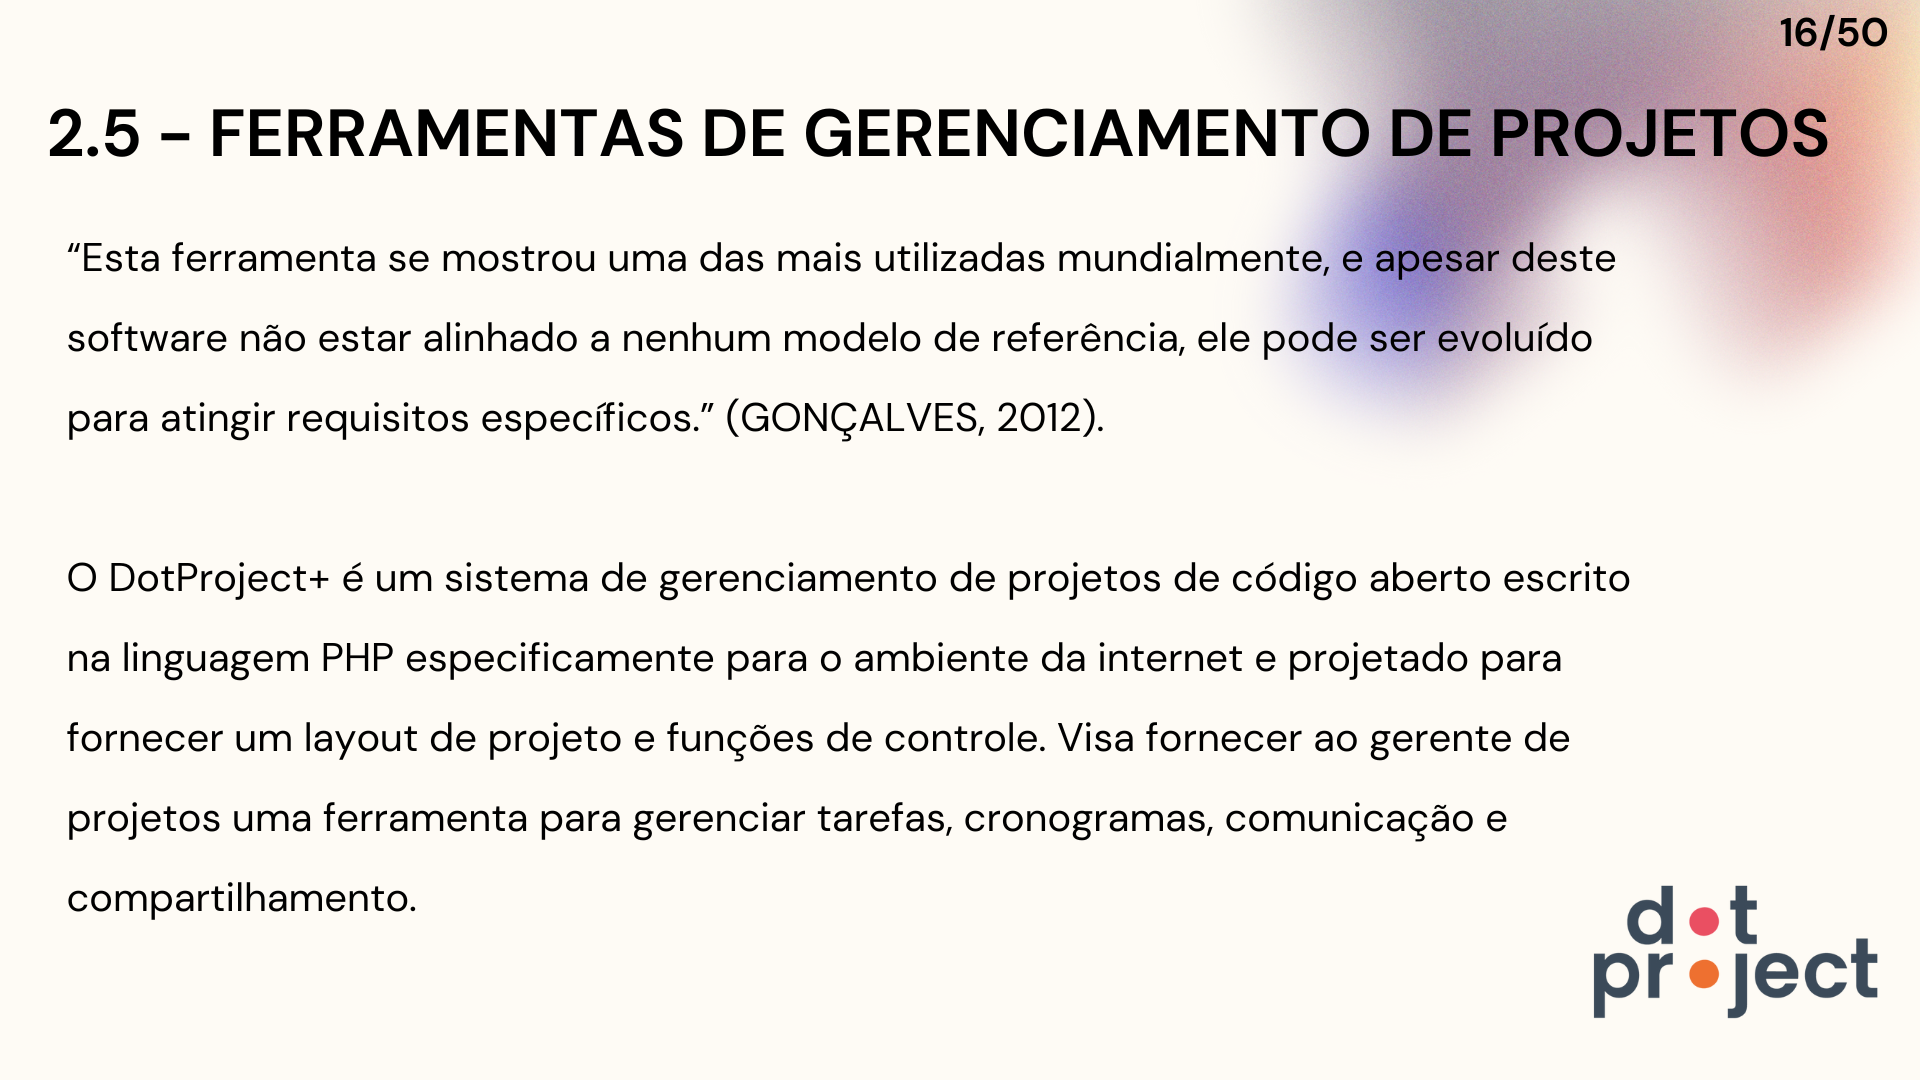 16/50
2.5 - FERRAMENTAS DE GERENCIAMENTO DE PROJETOS
“Esta ferramenta se mostrou uma das mais utilizadas mundialmente, e apesar deste
software não estar alinhado a nenhum modelo de referência, ele pode ser evoluído
para atingir requisitos específicos.” (GONÇALVES, 2012).
O DotProject+ é um sistema de gerenciamento de projetos de código aberto escrito
na linguagem PHP especificamente para o ambiente da internet e projetado para
fornecer um layout de projeto e funções de controle. Visa fornecer ao gerente de
projetos uma ferramenta para gerenciar tarefas, cronogramas, comunicação e
compartilhamento.
dot
project